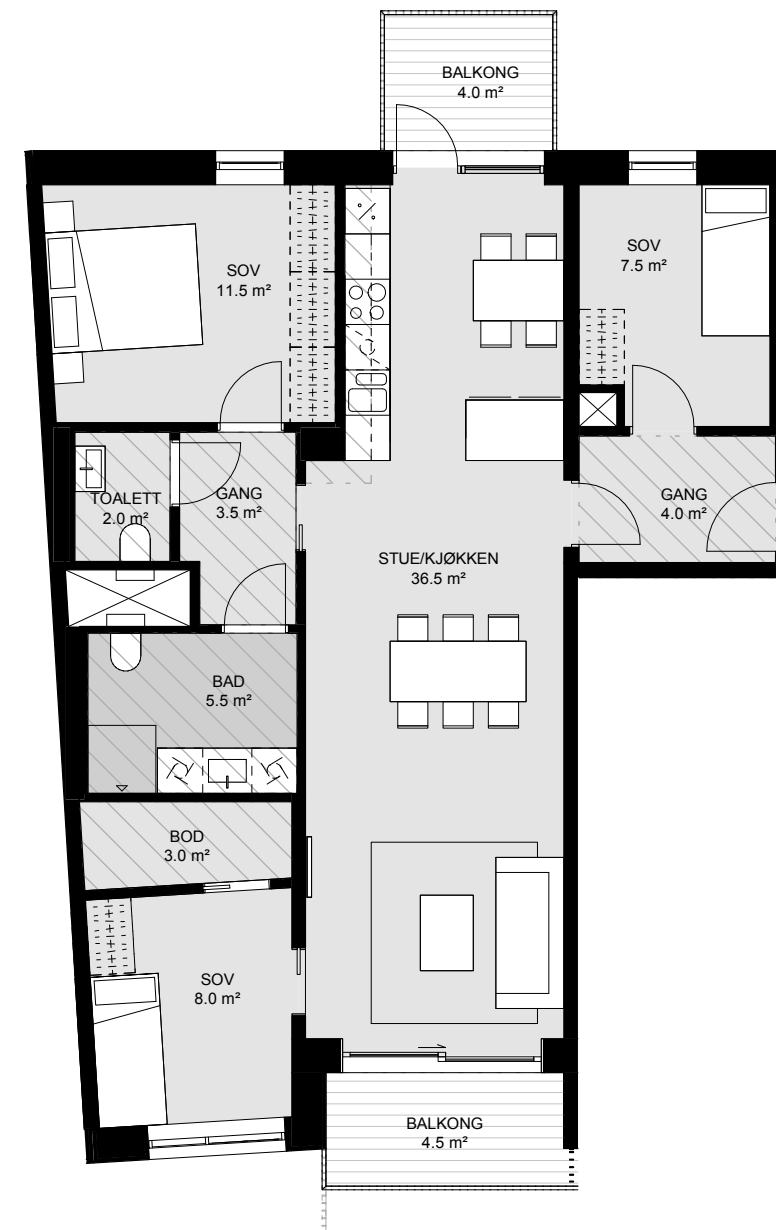 BALKONG
4.0 m²
SOV
11.5 m²
SOV
7.5 m²
TOALETT
2.0 m²
GANG
3.5 m²
GANG
4.0 m²
STUE/KJØKKEN
36.5 m²
BAD
5.5 m²
BOD
3.0 m²
SOV
8.0 m²
BALKONG
4.5 m²